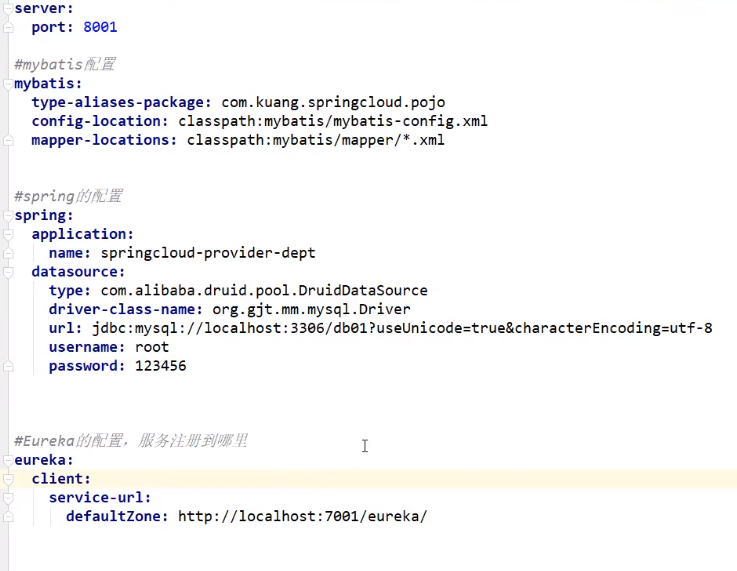 server:
  port: 8001

#mybatis配置
mybatis:
  type-aliases-package: com.kuang.springcloud.pojo
  config-location: classpath:mybatis/mybatis-config.xml
  mapper-locations: classpath:mybatis/mapper/*.xml


#spring的配置
spring:
  application:
    name: springcloud-provider-dept
  datasource:
    type: com.alibaba.druid.pool.DruidDataSource
    driver-class-name: org.gjt.mm.mysql.Driver
    url: jdbc:mysql://localhost:3306/db01?useUnicode=true&characterEncoding=utf-8
    username: root
    password: 123456



#Eureka的配置，服务注册到哪里
eureka:
  client:
    service-url:
      defaultZone: http://localhost:7001/eureka/